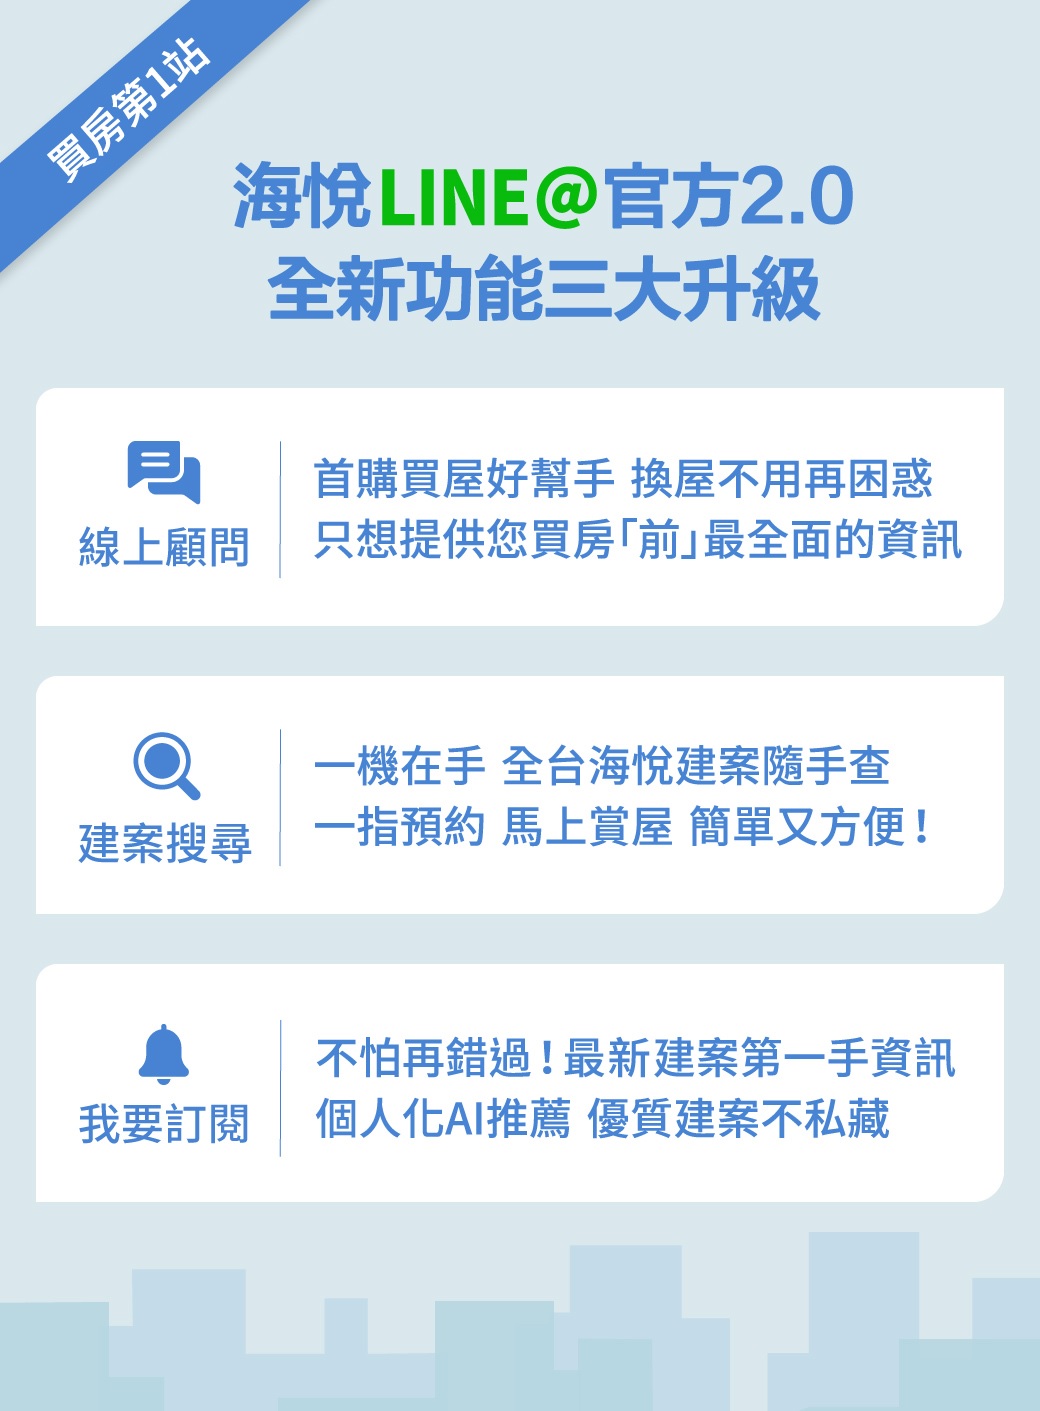 買房第1站
海悅LINE@官方2.0
全新功能三大升級
線上顧問
首購買屋好幫手 換屋不用再困惑
只想提供您買房「前」最全面的資訊
建案搜尋
一機在手 全台海悅建案隨手查
一指預約 馬上賞屋 簡單又方便！
我要訂閱
不怕再錯過！最新建案第一手資訊
個人化AI推薦 優質建案不私藏